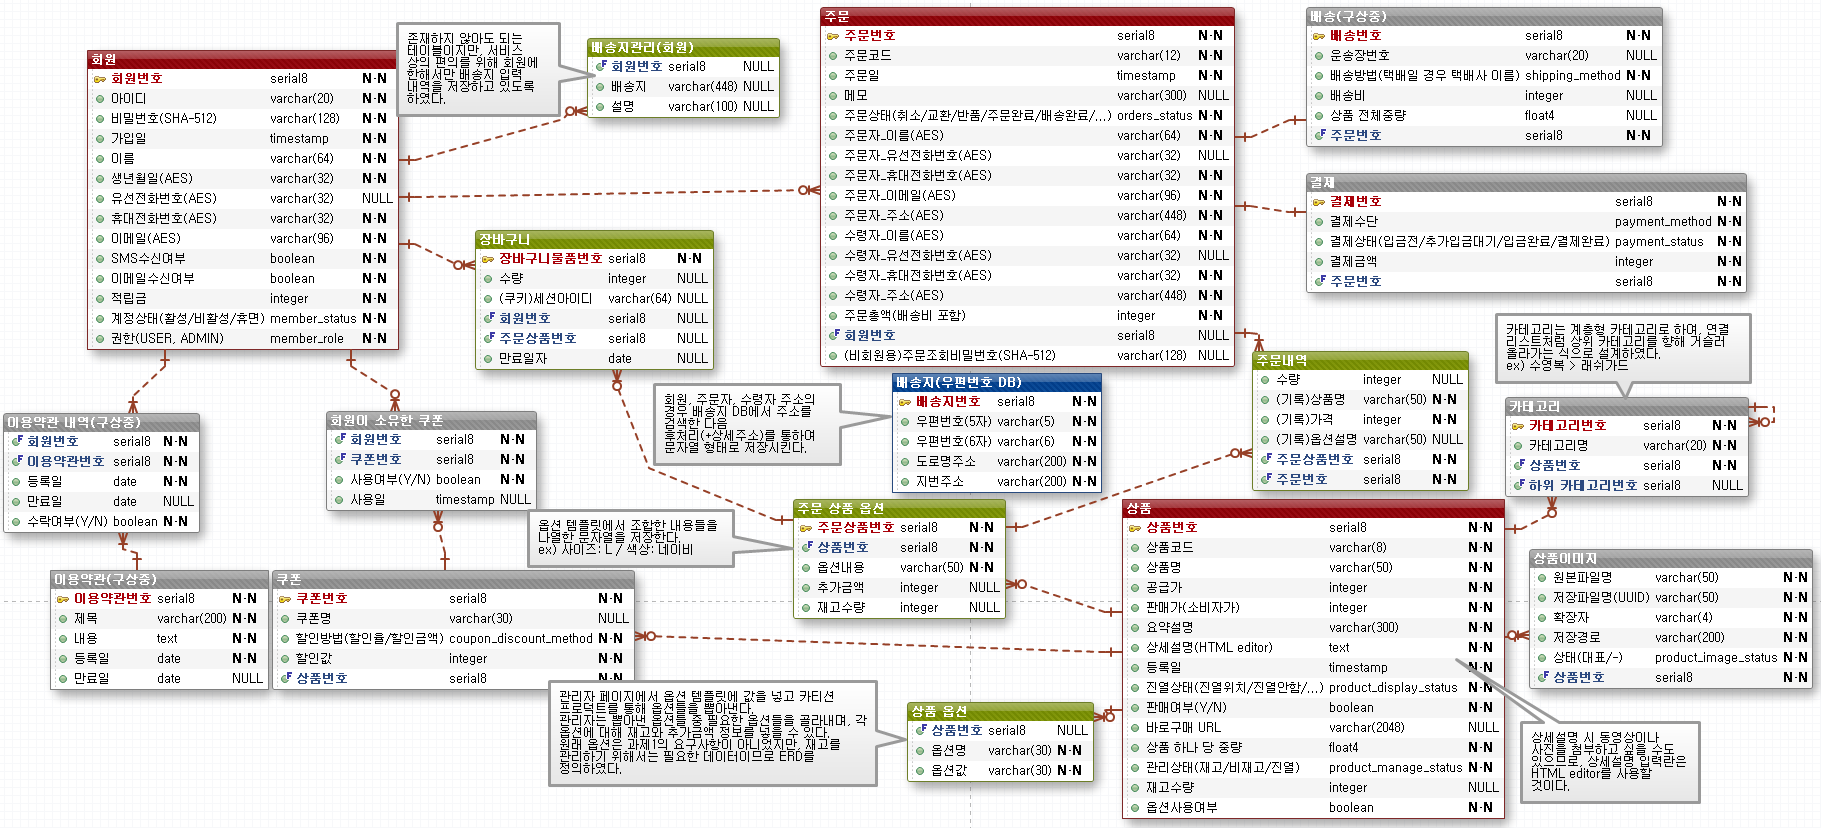 회원
회원번호 serial8 N-N
아이디 varchar(20) N-N
비밀번호(SHA-512) varchar(128) N-N
가입일 timestamp N-N
이름 varchar(64) N-N
생년월일(AES) varchar(32) N-N
유선전화번호(AES) varchar(32) NULL
휴대전화번호(AES) varchar(32) N-N
이메일(AES) varchar(96) N-N
SMS수신여부 boolean N-N
이메일수신여부 boolean N-N
적립금 integer N-N
계정상태(활성/비활성/휴면) member_status N-N
권한(USER, ADMIN) member_role N-N
존재하지 않아도 되는
테이블이지만, 서비스
상의 편의를 위해 회원에
한해서만 배송지 입력
내역을 저장하고 있도록
하였다.
배송지관리(회원)
회원번호 serial8 NULL
배송지 varchar(448) NULL
설명 varchar(100) NULL
주문
주문번호 serial8 N-N
주문코드 varchar(12) N-N
주문일 timestamp N-N
메모 varchar(300) NULL
주문상태(취소/교환/반품/주문완료/배송완료/...) orders_status N-N
주문자_이름(AES) varchar(64) N-N
주문자_유선전화번호(AES) varchar(32) NULL
주문자_휴대전화번호(AES) varchar(32) N-N
주문자_이메일(AES) varchar(96) N-N
주문자_주소(AES) varchar(448) N-N
수령자_이름(AES) varchar(64) N-N
수령자_유선전화번호(AES) varchar(32) NULL
수령자_휴대전화번호(AES) varchar(32) N-N
수령자_주소(AES) varchar(448) N-N
주문총액(배송비 포함) integer N-N
회원번호 serial8 NULL
(비회원용)주문조회비밀번호(SHA-512) varchar(128) NULL
배송(구상중)
배송번호 serial8 N-N
운송장번호 varchar(20) NULL
배송방법(택배일 경우 택배사 이름) shipping_method N-N
배송비 integer NULL
상품 전체중량 float4 NULL
주문번호 serial8 N-N
결제
결제번호 serial8 N-N
결제수단 payment_method N-N
결제상태(입금전/추가입금대기/입금완료/결제완료) payment_status N-N
결제금액 integer N-N
주문번호 serial8 N-N
장바구니
장바구니물품번호 serial8 N-N
수량 integer NULL
(쿠키)세션아이디 varchar(64) NULL
회원번호 serial8 NULL
주문상품번호 serial8 NULL
만료일자 date NULL
카테고리는 계층형 카테고리로 하며, 연결
리스트처럼 상위 카테고리를 향해 거슬러
올라가는 식으로 설계하였다.
ex) 수영복 > 래쉬가드
주문내역
수량 integer NULL
(기록)상품명 varchar(50) N-N
(기록)가격 integer N-N
(기록)옵션설명 varchar(50) NULL
주문상품번호 serial8 N-N
주문번호 serial8 N-N
회원, 주문자, 수령자 주소의
경우 배송지 DB에서 주소를
검색한 다음
후처리(+상세주소)를 통하여
문자열 형태로 저장시킨다.
배송지(우편번호 DB)
배송지번호 serial8 N-N
우편번호(5자) varchar(5) N-N
우편번호(6자) varchar(6) N-N
도로명주소 varchar(200) N-N
지번주소 varchar(200) N-N
카테고리
카테고리번호 serial8 N-N
카테고리명 varchar(20) N-N
상품번호 serial8 N-N
하위 카테고리번호 serial8 NULL
이용약관 내역(구상중)
회원번호 serial8 N-N
이용약관번호 serial8 N-N
등록일 date N-N
만료일 date NULL
수락여부(Y/N) boolean N-N
회원이 소유한 쿠폰
회원번호 serial8 N-N
쿠폰번호 serial8 N-N
사용여부(Y/N) boolean N-N
사용일 timestamp NULL
옵션 템플릿에서 조합한 내용들을
나열한 문자열을 저장한다.
ex) 사이즈: L / 색상: 네이비
주문 상품 옵션
주문상품번호 serial8 N-N
상품번호 serial8 N-N
옵션내용 varchar(50) N-N
추가금액 integer NULL
재고수량 integer NULL
상품
상품번호 serial8 N-N
상품코드 varchar(8) N-N
상품명 varchar(50) N-N
공급가 integer N-N
판매가(소비자가) integer N-N
요약설명 varchar(300) N-N
상세설명(HTML editor) text N-N
등록일 timestamp N-N
진열상태(진열위치/진열안함/...) product_display_status N-N
판매여부(Y/N) boolean N-N
바로구매 URL varchar(2048) NULL
상품 하나 당 중량 float4 N-N
관리상태(재고/비재고/진열) product_manage_status N-N
재고수량 integer NULL
옵션사용여부 boolean N-N
상품이미지
원본파일명 varchar(50) N-N
저장파일명(UUID) varchar(50) N-N
확장자 varchar(4) N-N
저장경로 varchar(200) N-N
상태(대표/-) product_image_status N-N
상품번호 serial8 N-N
이용약관(구상중)
이용약관번호 serial8 N-N
제목 varchar(200) N-N
내용 text N-N
등록일 date N-N
만료일 date NULL
쿠폰
쿠폰번호 serial8 N-N
쿠폰명 varchar(30) NULL
할인방법(할인율/할인금액) coupon_discount_method N-N
할인값 integer N-N
상품번호 serial8 N-N
관리자 페이지에서 옵션 템플릿에 값을 넣고 카티션
프로덕트를 통해 옵션들을 뽑아낸다.
관리자는 뽑아낸 옵션들 중 필요한 옵션들을 골라내며, 각
옵션에 대해 재고와 추가금액 정보를 넣을 수 있다.
원래 옵션은 과제1의 요구사항이 아니었지만, 재고를
관리하기 위해서는 필요한 데이터이므로 ERD를
정의하였다.
상품 옵션
상품번호 serial8 NULL
옵션명 varchar(30) N-N
옵션값 varchar(30) N-N
상세설명 시 동영상이나
사진을 첨부하고 싶을 수도
있으므로, 상세설명 입력란은
HTML editor를 사용할
것이다.